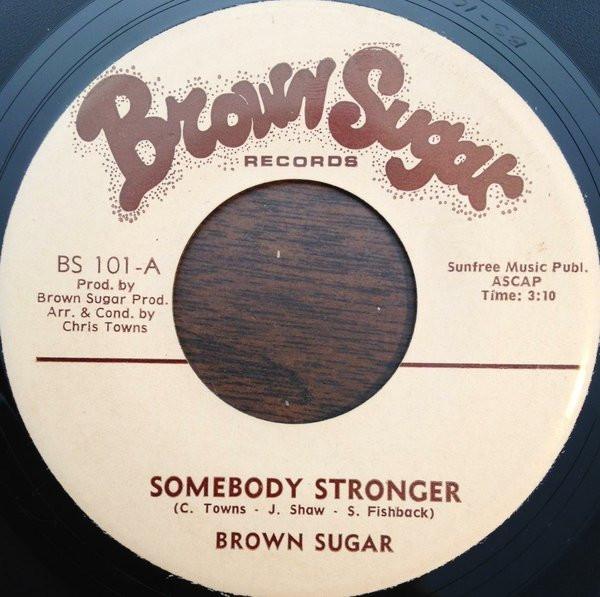 Brown Sugar
RECORDS
BS 101-A
Prod. by
Brown Sugar Prod.
Arr. & Cond. by
Chris Towns
Sunfree Music Publ.
ASCAP
Time: 3:10
SOMEBODY STRONGER
(C. Towns - J. Shaw - S. Fishback)
BROWN SUGAR